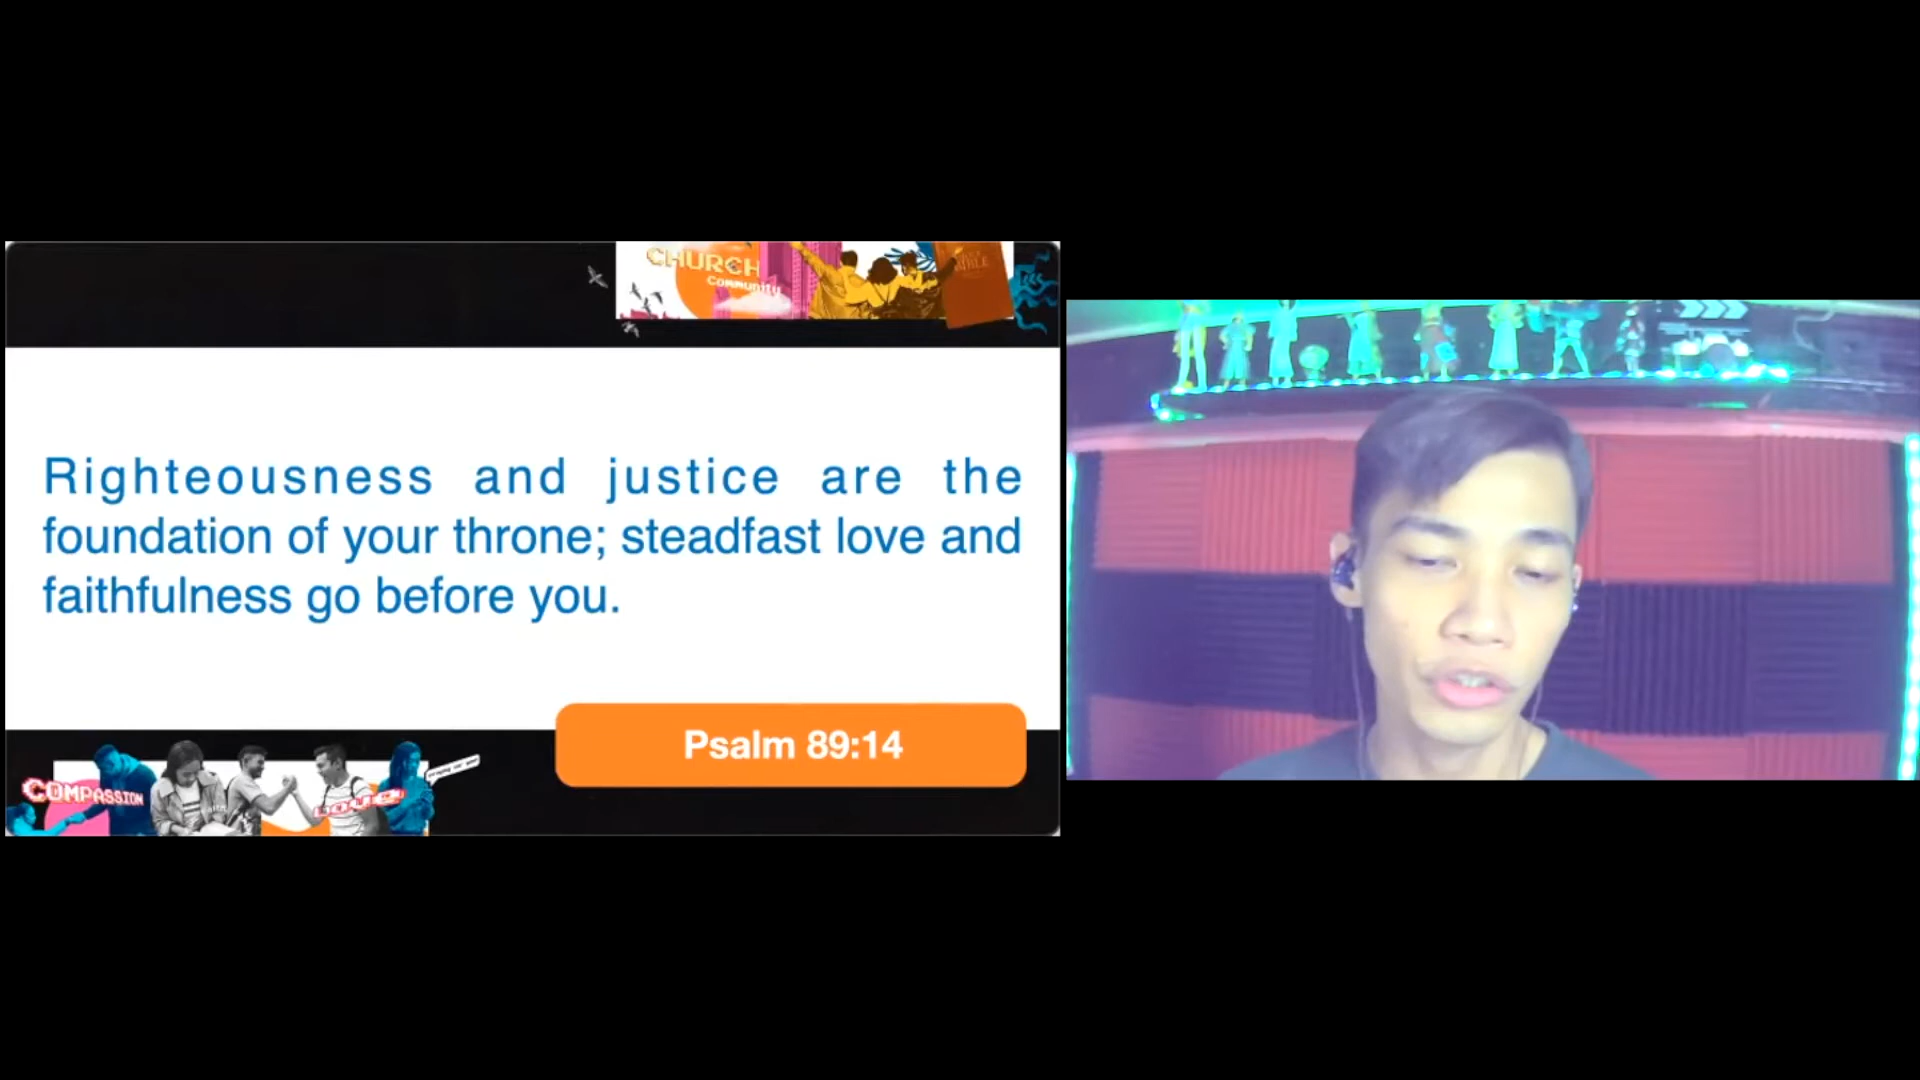 CHURCH
Community
BIBLE
Righteousness and justice are the
foundation of your throne; steadfast love and
faithfulness go before you.
Psalm 89:14
COMPASSION